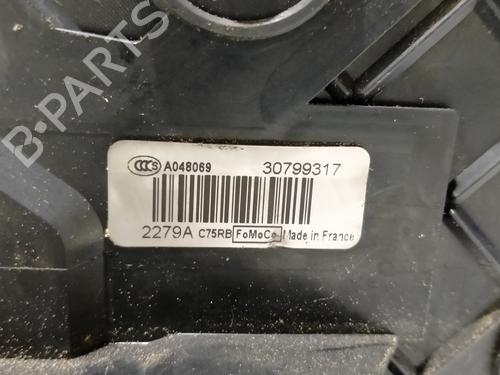 B-PARTS
CCC S A048069 30799317
2279A C75RB FoMoCo Made in France